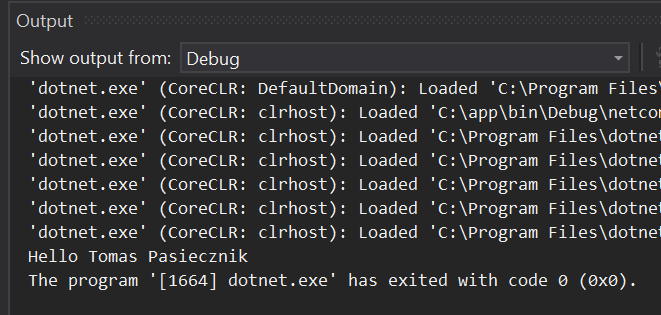 Output
Show output from: Debug
'dotnet.exe' (CoreCLR: DefaultDomain): Loaded 'C:\Program Files\
'dotnet.exe' (CoreCLR: clrhost): Loaded 'C:\app\bin\Debug\netcor
'dotnet.exe' (CoreCLR: clrhost): Loaded 'C:\Program Files\dotnet
'dotnet.exe' (CoreCLR: clrhost): Loaded 'C:\Program Files\dotnet
'dotnet.exe' (CoreCLR: clrhost): Loaded 'C:\Program Files\dotnet
'dotnet.exe' (CoreCLR: clrhost): Loaded 'C:\Program Files\dotnet
'dotnet.exe' (CoreCLR: clrhost): Loaded 'C:\Program Files\dotnet
Hello Tomas Pasiecznik
The program '[1664] dotnet.exe' has exited with code 0 (0x0).